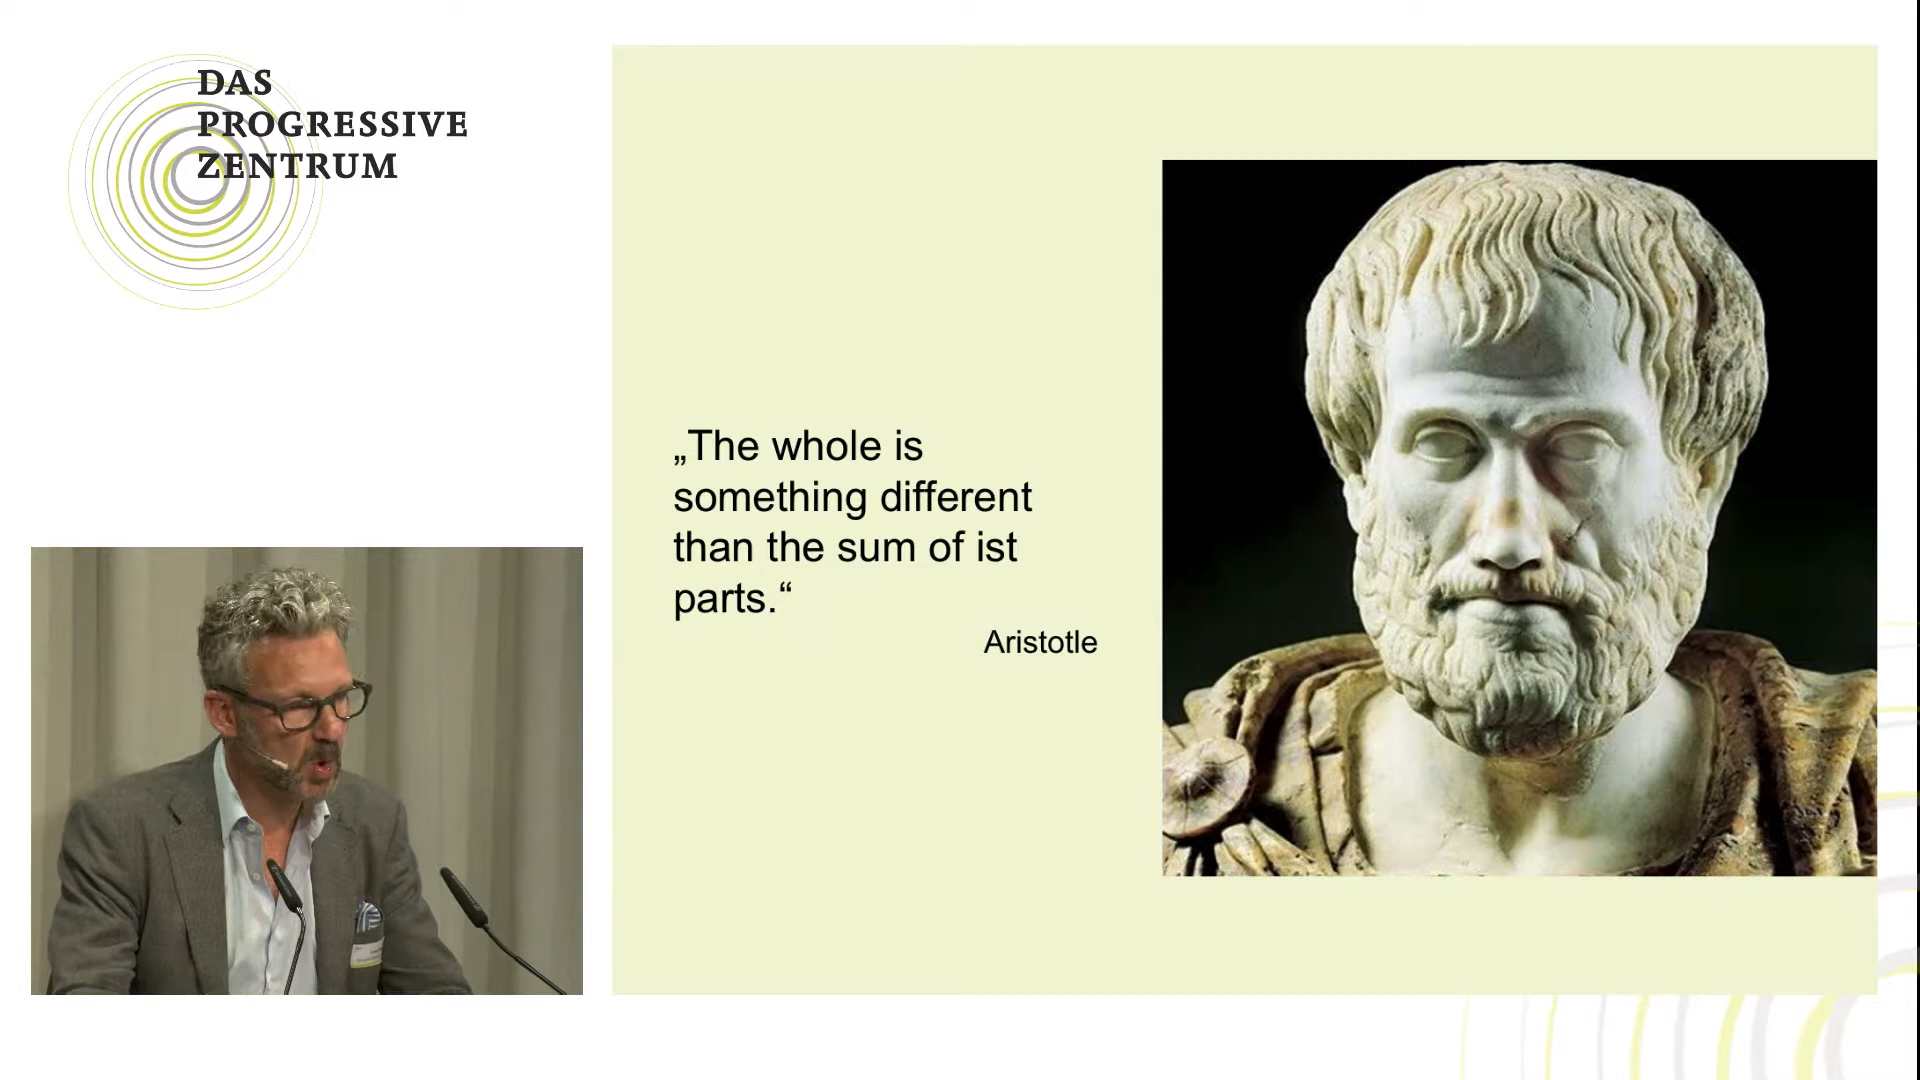 DAS
PROGRESSIVE
ZENTRUM
„The whole is
something different
than the sum of ist
parts.“
Aristotle